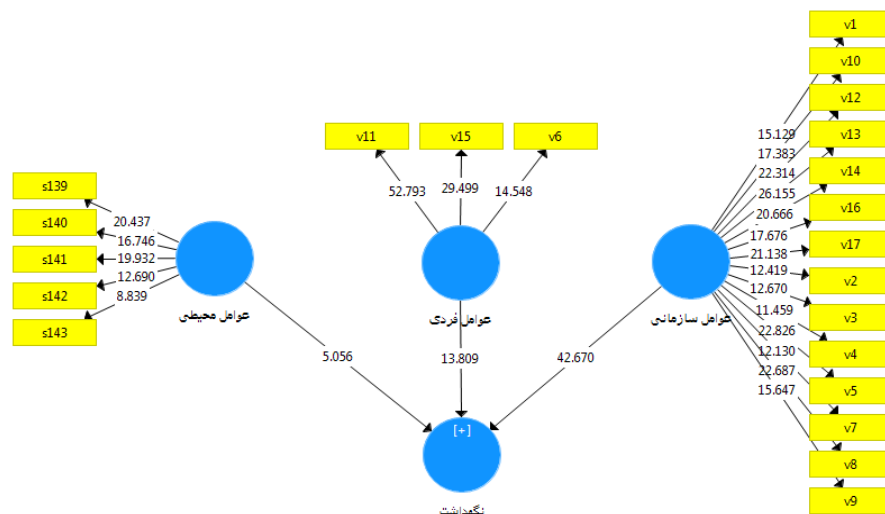 v1
v10
v12
v13
v14
v16
v17
v2
v3
v4
v5
v7
v8
v9
15.129
17.383
22.314
26.155
20.666
17.676
21.138
12.419
12.670
11.459
22.826
12.130
22.687
15.647
v11
v15
v6
52.793
29.499
14.548
s139
s140
s141
s142
s143
20.437
16.746
19.932
12.690
8.839
عوامل محیطی
عوامل فردی
عوامل سازمانی
5.056
13.809
42.670
[+]
نگهداشت